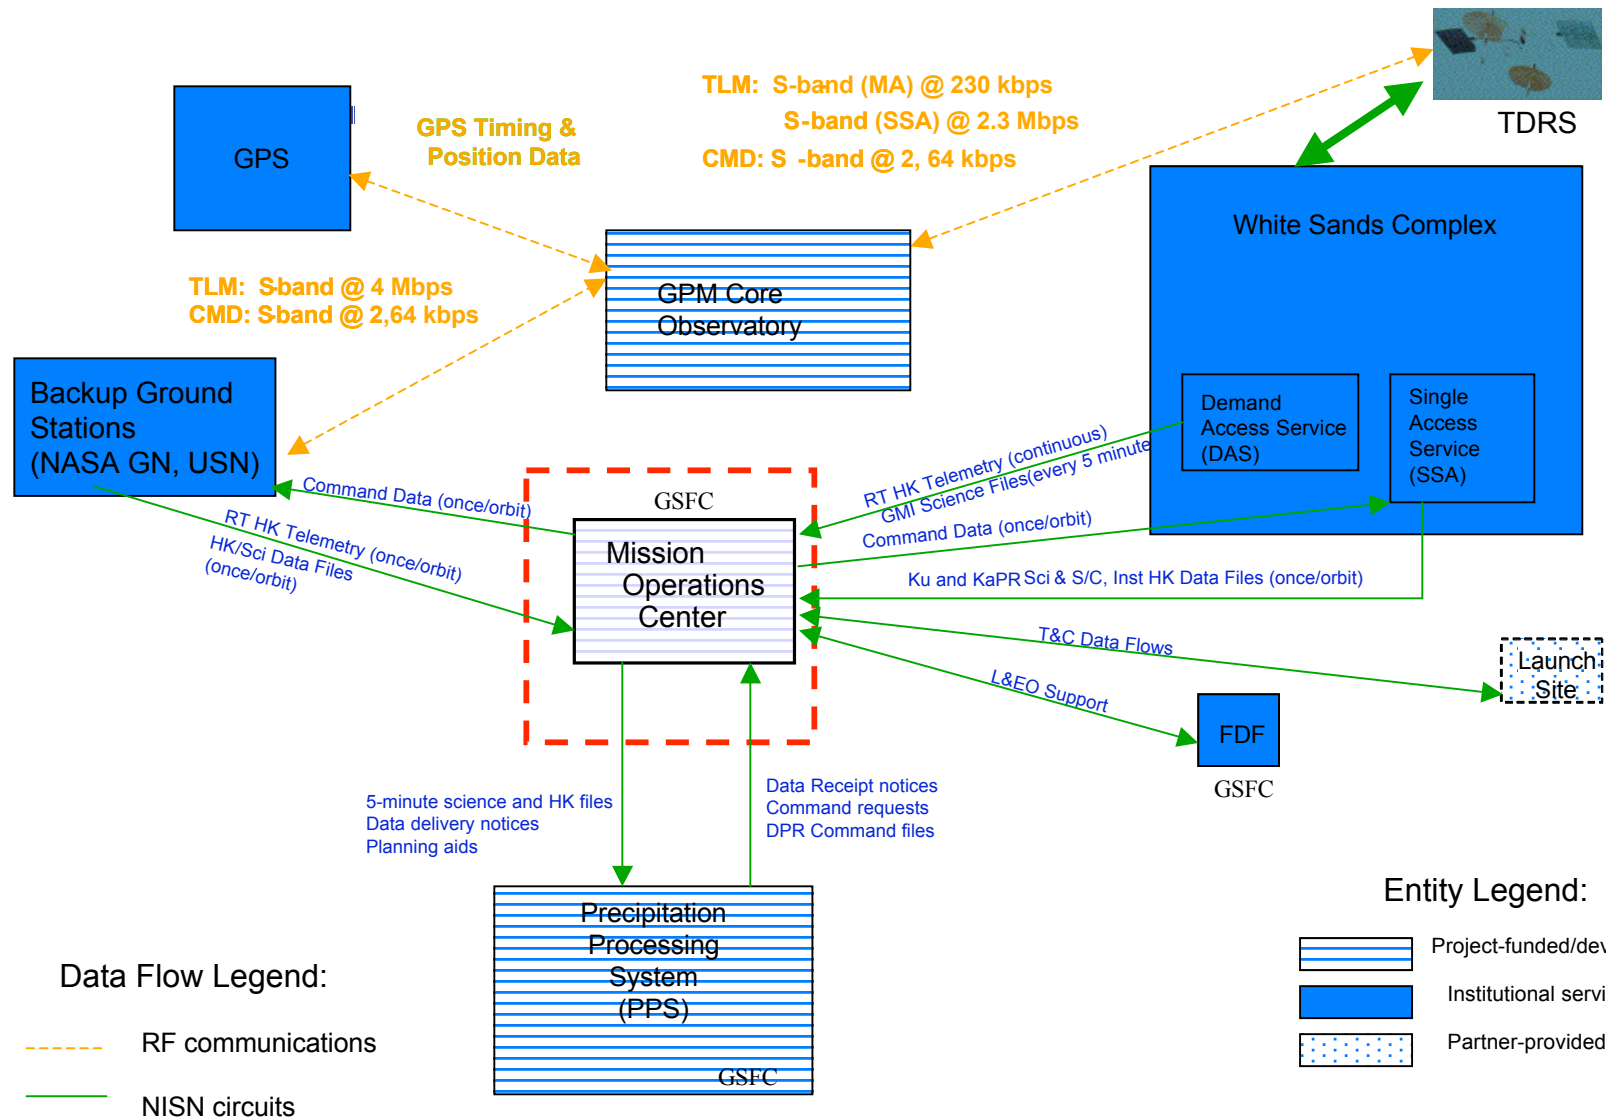 TDRS
TLM: S-band (MA) @ 230 kbps
S-band (SSA) @ 2.3 Mbps
CMD: S -band @ 2, 64 kbps
GPS Timing &
Position Data
GPS
White Sands Complex
TLM: S-band @ 4 Mbps
CMD: S-band @ 2,64 kbps
GPM Core
Observatory
Backup Ground
Stations
(NASA GN, USN)
Demand
Access Service
(DAS)
Single
Access
Service
(SSA)
RT HK Telemetry (continuous)
GMI Science Files(every 5 minute
Command Data (once/orbit)
Command Data (once/orbit)
GSFC
Mission
Operations
Center
RT HK Telemetry (once/orbit)
HK/Sci Data Files
(once/orbit)
Ku and KaPR Sci & S/C, Inst HK Data Files (once/orbit)
T&C Data Flows
L&EO Support
Launch
Site
FDF
GSFC
5-minute science and HK files
Data delivery notices
Planning aids
Data Receipt notices
Command requests
DPR Command files
Precipitation
Processing
System
(PPS)
GSFC
Entity Legend:
Project-funded/dev
Institutional servi
Partner-provided
Data Flow Legend:
RF communications
NISN circuits